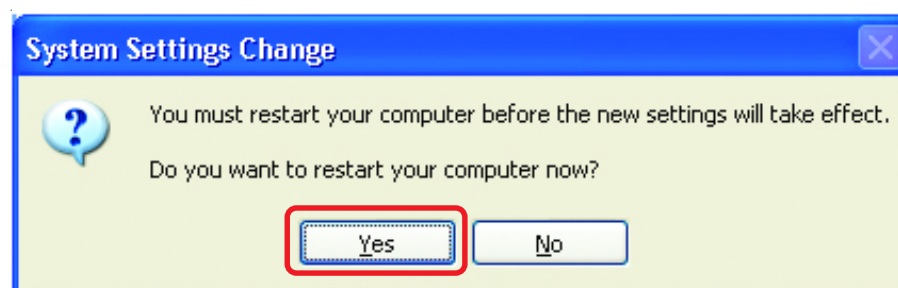 System Settings Change
You must restart your computer before the new settings will take effect.
Do you want to restart your computer now?
Yes No